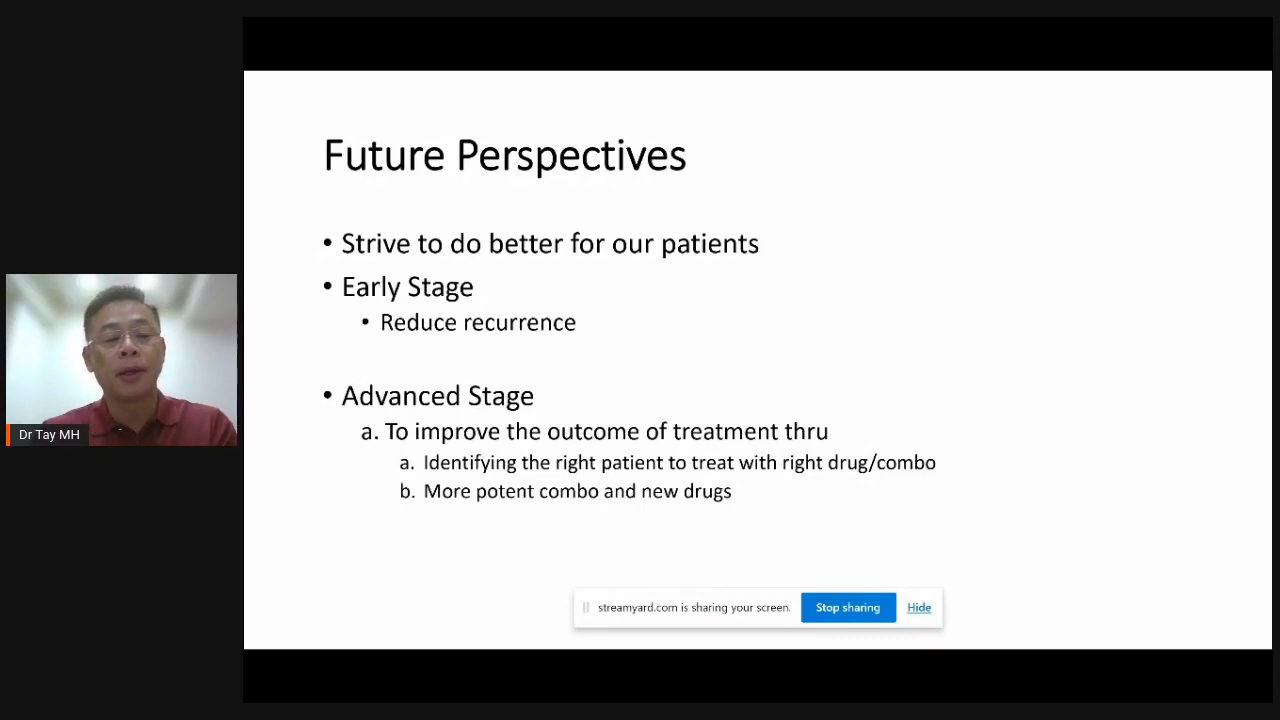 Future Perspectives
• Strive to do better for our patients
• Early Stage
• Reduce recurrence
• Advanced Stage
a. To improve the outcome of treatment thru
a. Identifying the right patient to treat with right drug/combo
b. More potent combo and new drugs
Dr Tay MH
streamyard.com is sharing your screen. Stop sharing Hide